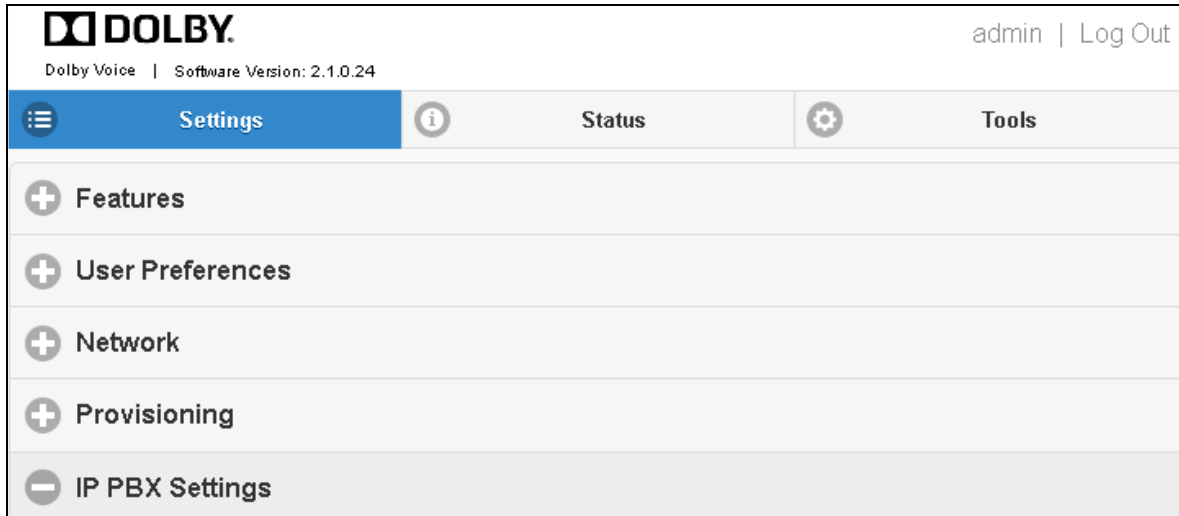 DOLBY.
admin | Log Out
Dolby Voice | Software Version: 2.1.0.24
Settings Status Tools
Features
User Preferences
Network
Provisioning
IP PBX Settings